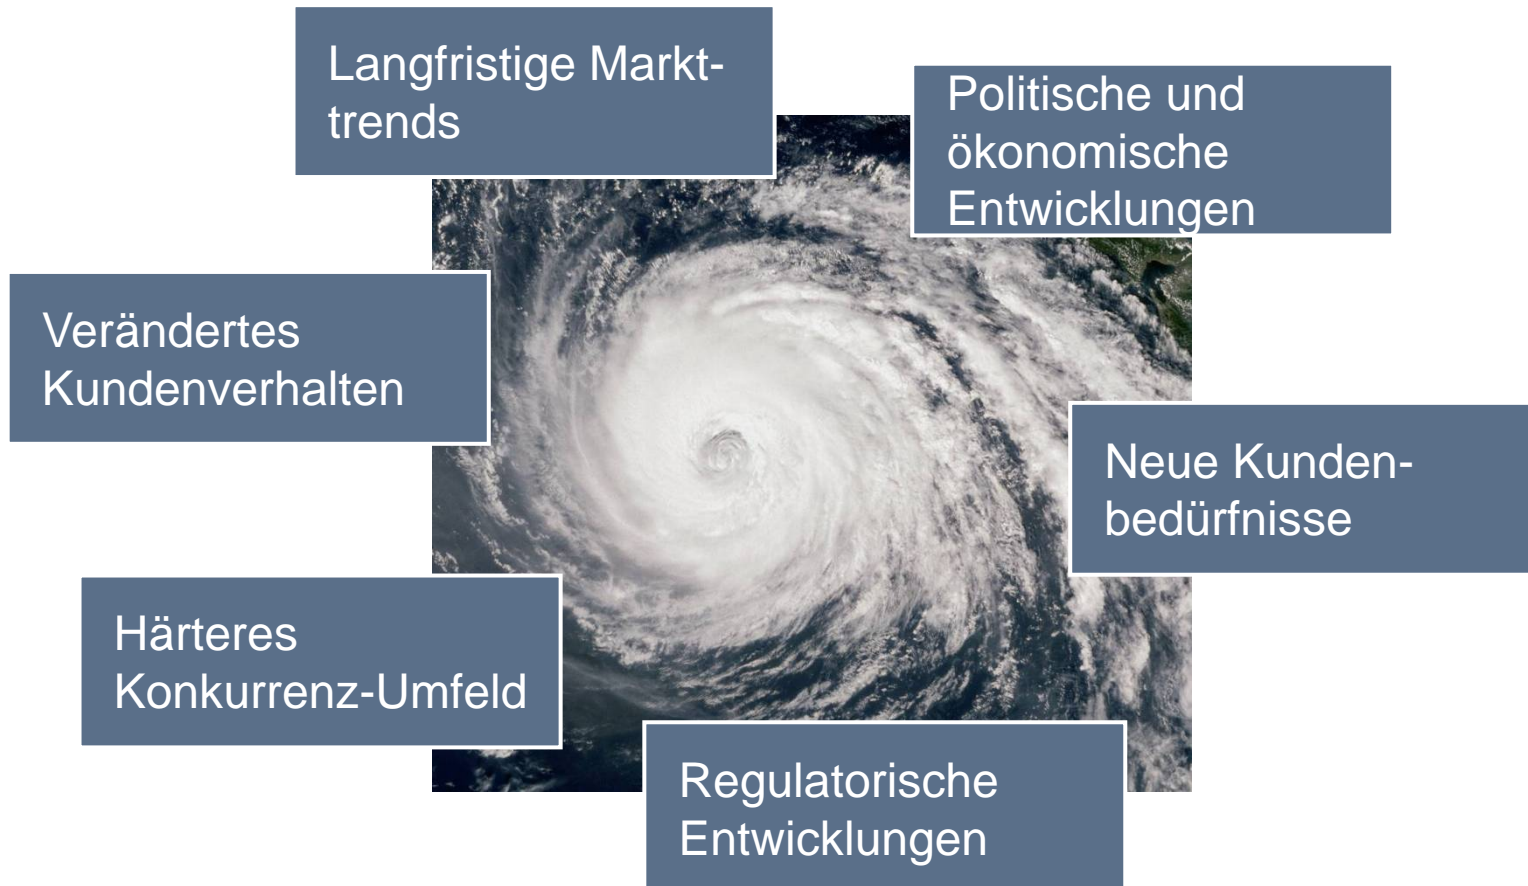 Langfristige Markt-
trends
Politische und
ökonomische
Entwicklungen
Verändertes
Kundenverhalten
Neue Kunden-
bedürfnisse
Härteres
Konkurrenz-Umfeld
Regulatorische
Entwicklungen